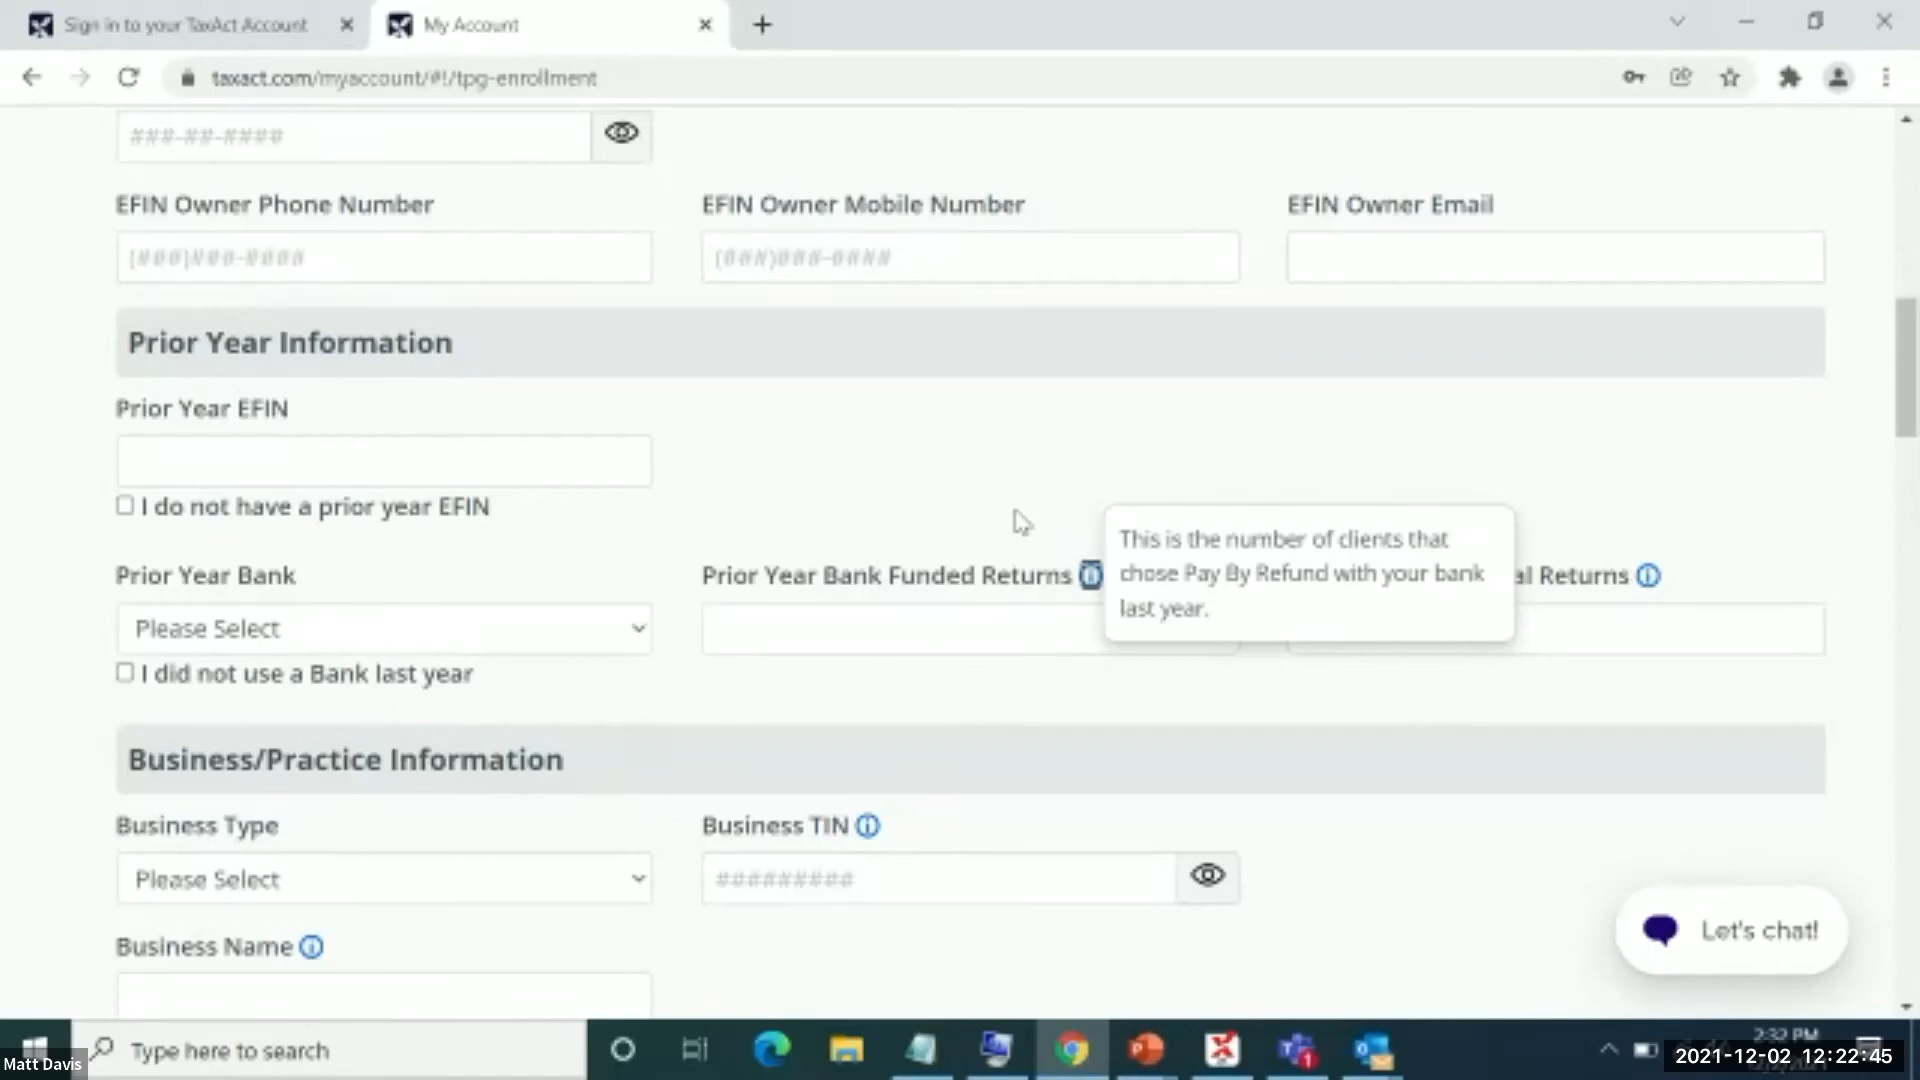 Sign in to your TaxAct Account
My Account
taxact.com/myaccount/#!/tpg-enrollment
###-##-####
EFIN Owner Phone Number
EFIN Owner Mobile Number
EFIN Owner Email
(###)###-####
(###)###-####
Prior Year Information
Prior Year EFIN
I do not have a prior year EFIN
Prior Year Bank
Prior Year Bank Funded Returns
al Returns
This is the number of clients that
chose Pay By Refund with your bank
last year.
Please Select
I did not use a Bank last year
Business/Practice Information
Business Type
Business TIN
Please Select
#########
Business Name
Let's chat!
Type here to search
2:32 PM
Matt Davis
2021-12-02 12:22:45